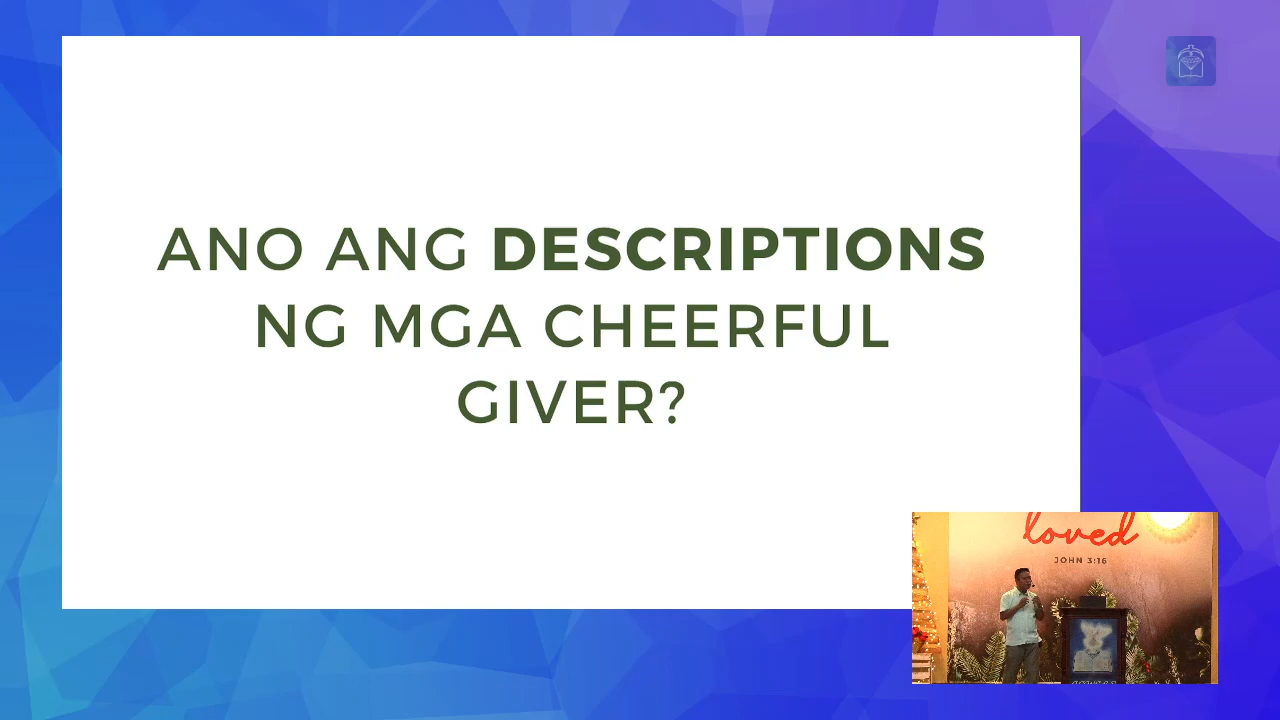 ANO ANG DESCRIPTIONS
NG MGA CHEERFUL
GIVER?
loved
JOHN 3:16